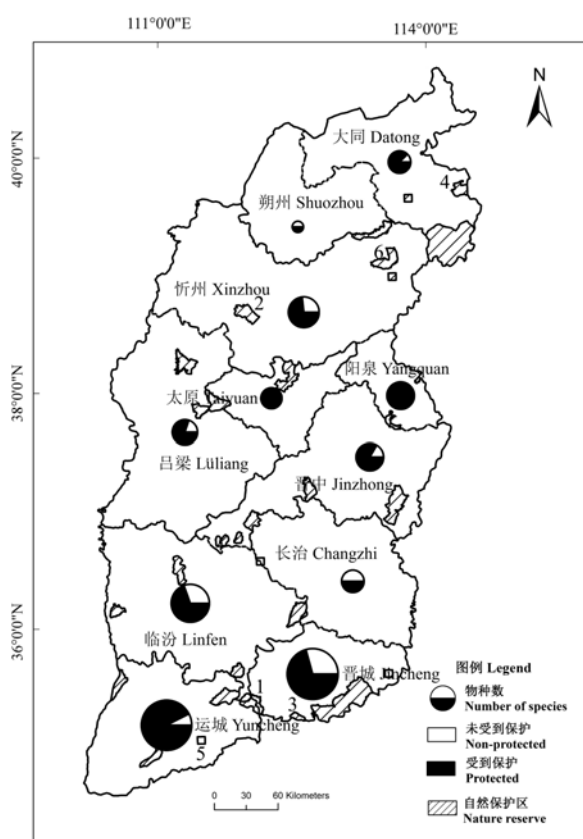 111°0'0"E 114°0'0"E
N
40°0'0"N
38°0'0"N
36°0'0"N
大同 Datong
4
朔州 Shuozhou
6
忻州 Xinzhou
2
阳泉 Yangquan
太原 Taiyuan
吕梁 Lüliang
晋中 Jinzhong
长治 Changzhi
临汾 Linfen
晋城 Jincheng
1
3
运城 Yuncheng
5
0 30 60 Kilometers
图例 Legend
物种数
Number of species
未受到保护
Non-protected
受到保护
Protected
自然保护区
Nature reserve